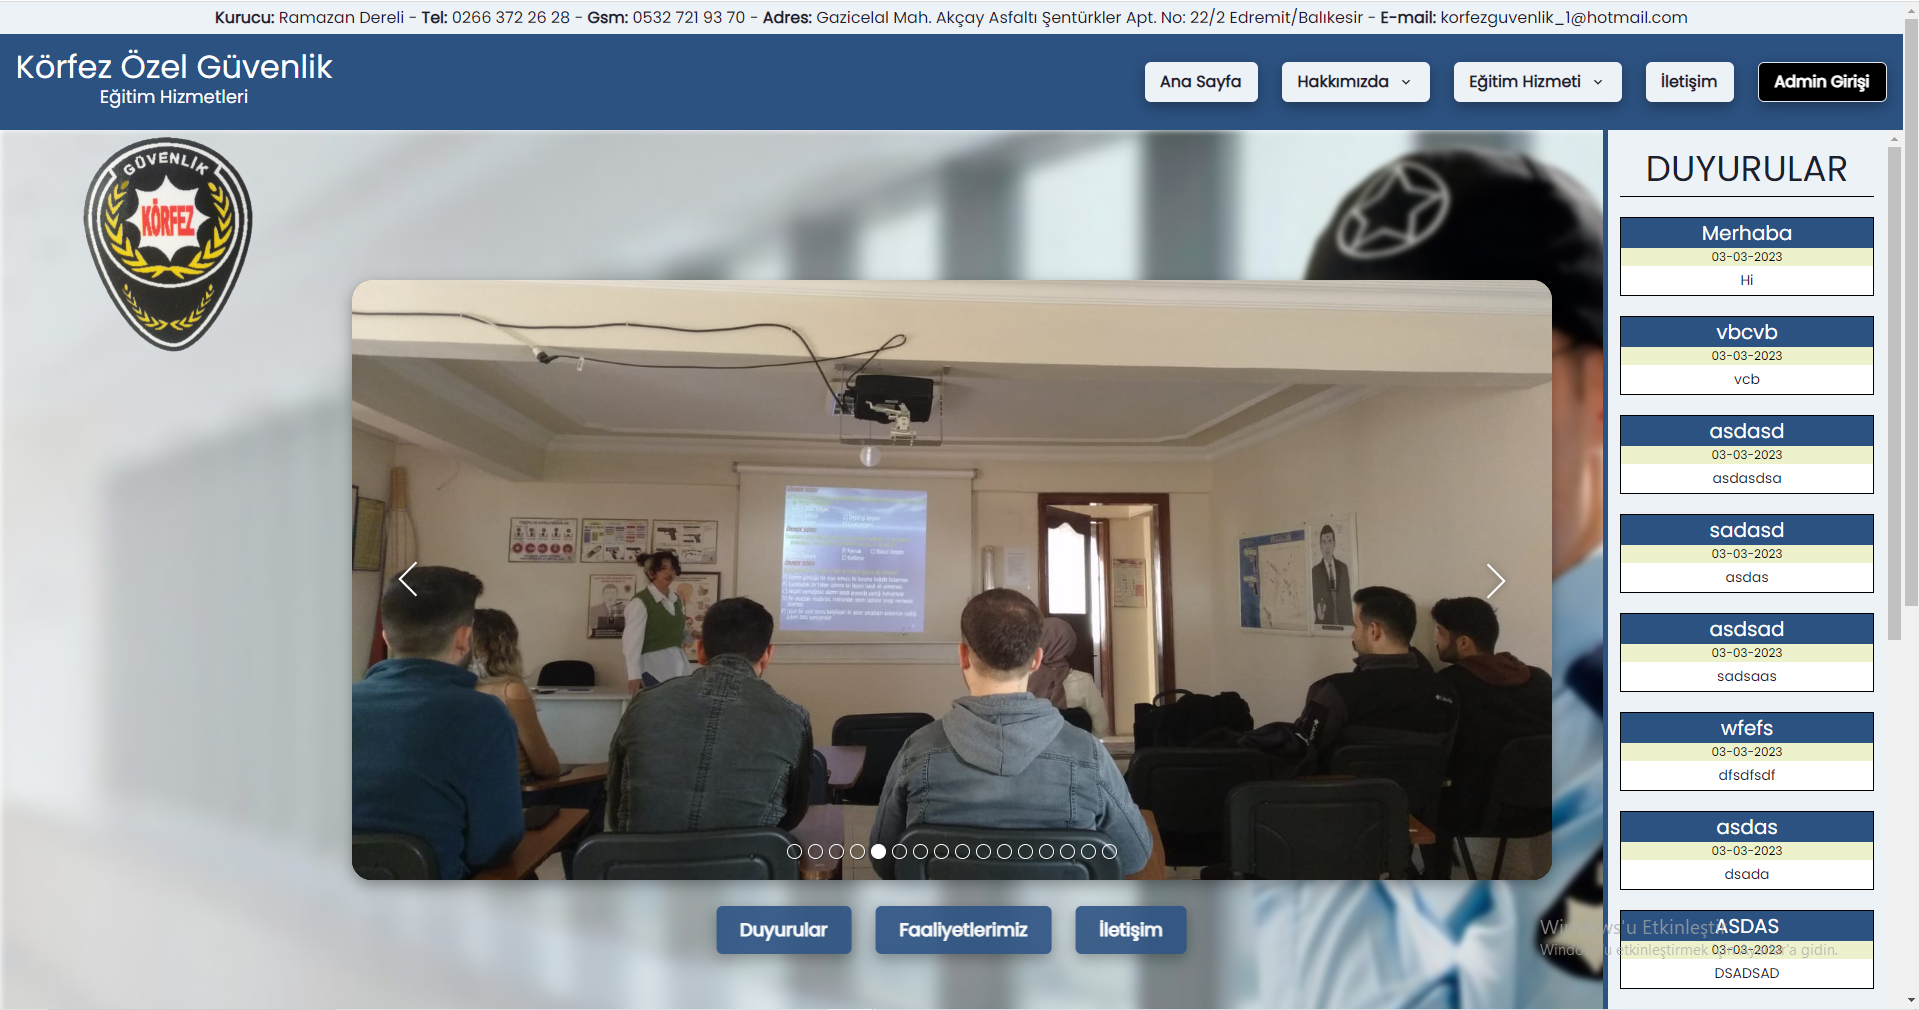 Kurucu: Ramazan Dereli - Tel: 0266 372 26 28 - Gsm: 0532 721 93 70 - Adres: Gazicelal Mah. Akçay Asfaltı Şentürkler Apt. No: 22/2 Edremit/Balıkesir - E-mail: korfezguvenlik_1@hotmail.com
Körfez Özel Güvenlik
Eğitim Hizmetleri
Ana Sayfa
Hakkımızda
Eğitim Hizmeti
İletişim
Admin Girişi
GÜVENLİK
KÖRFEZ
Duyurular
Faaliyetlerimiz
İletişim
DUYURULAR
Merhaba
03-03-2023
Hi
vbcvb
03-03-2023
vcb
asdasd
03-03-2023
asdasdsa
sadasd
03-03-2023
asdas
asdsad
03-03-2023
sadsaas
wfefs
03-03-2023
dfsdfsdf
asdas
03-03-2023
dsada
ASDAS
03-03-2023
DSADSAD
Windows'u Etkinleştir
Windows'u etkinleştirmek için Ayarlar'a gidin.